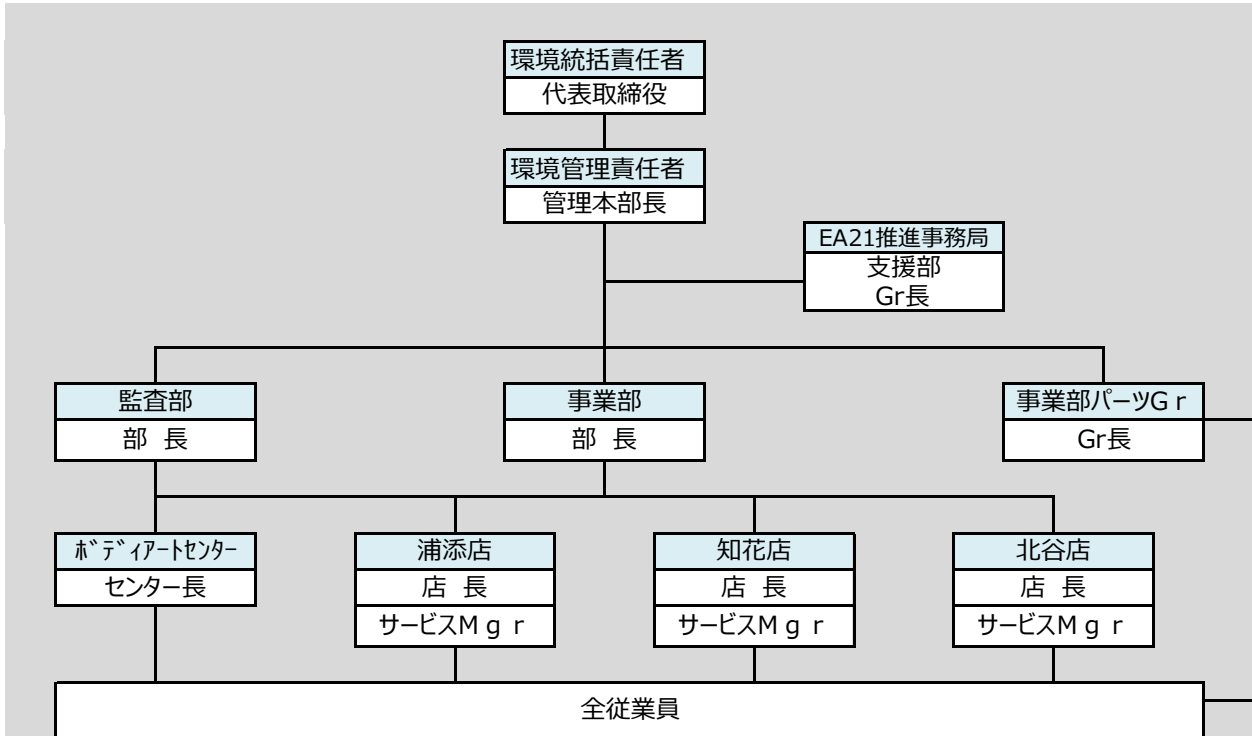 環境統括責任者
代表取締役
環境管理責任者
管理本部長
EA21推進事務局
支援部
Gr長
監査部
部 長
事業部
部 長
事業部パーツGr
Gr長
ﾎﾞﾃﾞｨｱｰﾄｾﾝﾀｰ
センター長
浦添店
店 長
サービスMgr
知花店
店 長
サービスMgr
北谷店
店 長
サービスMgr
全従業員